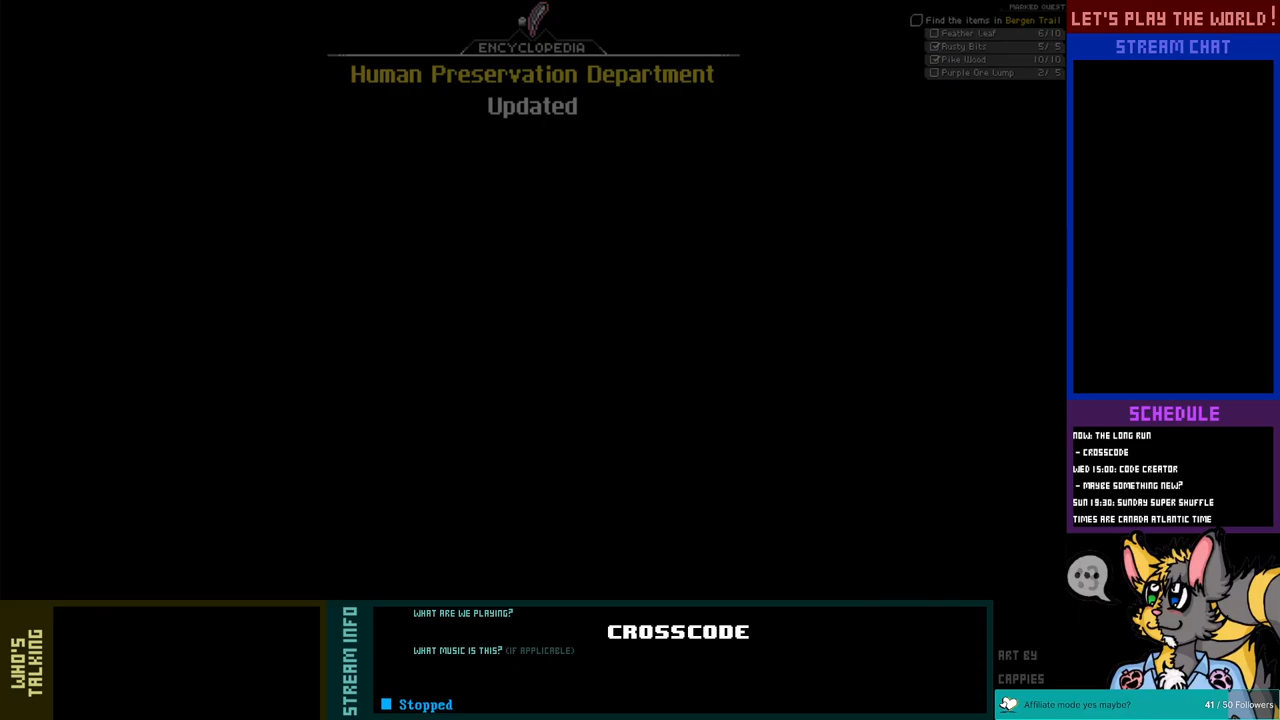 ENCYCLOPEDIA
Human Preservation Department
Updated
MARKED QUEST
Find the items in Bergen Trail
Feather Leaf 6/10
Rusty Bits 5/ 5
Pike Wood 10/10
Purple Ore Lump 2/ 5
LET'S PLAY THE WORLD!
STREAM CHAT
SCHEDULE
NOW: THE LONG RUN
- CROSSCODE
WED 15:00: CODE CREATOR
- MAYBE SOMETHING NEW?
SUN 19:30: SUNDAY SUPER SHUFFLE
TIMES ARE CANADA ATLANTIC TIME
WHO'S TALKING
STREAM INFO
WHAT ARE WE PLAYING?
CROSSCODE
WHAT MUSIC IS THIS? (IF APPLICABLE)
Stopped
ART BY
CAPPIES
Affiliate mode yes maybe? 41 / 50 Followers